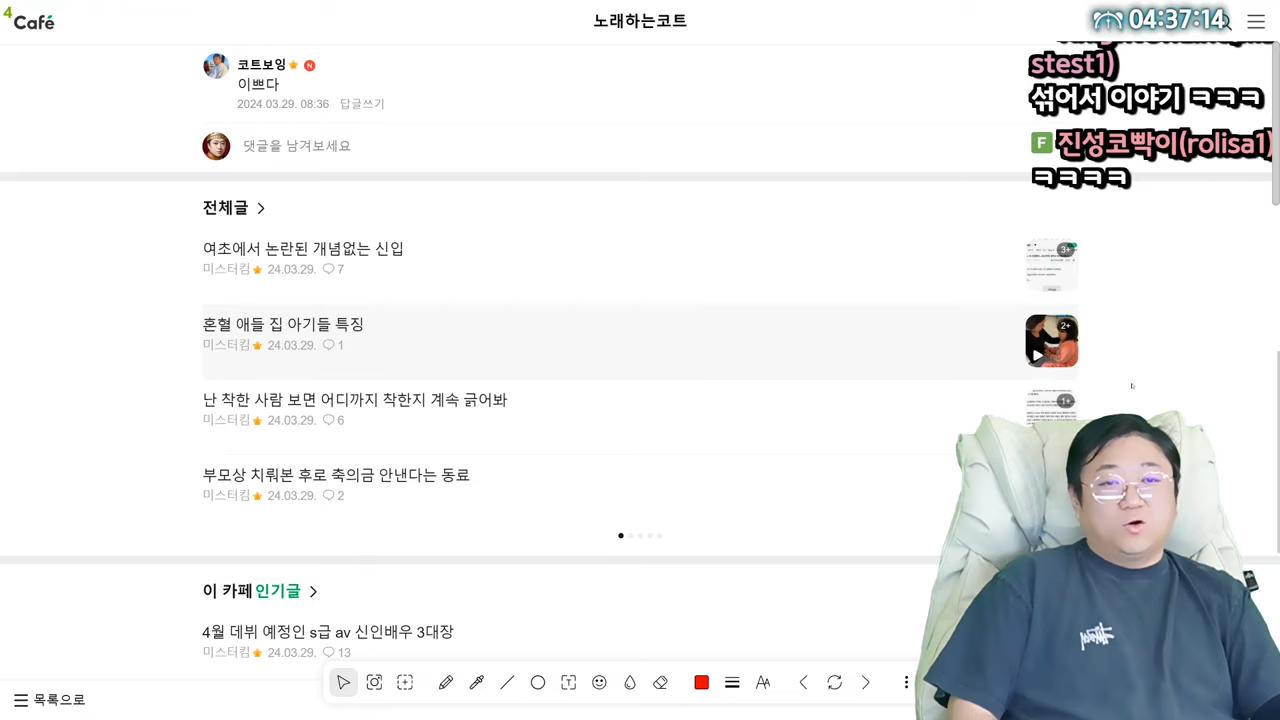 4
Café
노래하는코트
04:37:14
코트보잉 N
이쁘다
2024.03.29. 08:36 답글쓰기
댓글을 남겨보세요
stest1)
섞어서 이야기 ㅋㅋㅋ
F 진성코빡이(rolisa1)
ㅋㅋㅋㅋ
전체글
여초에서 논란된 개념없는 신입
미스터킴 24.03.29. 7
3+
혼혈 애들 집 아기들 특징
미스터킴 24.03.29. 1
2+
난 착한 사람 보면 어디까지 착한지 계속 긁어봐
미스터킴 24.03.29. 1
1+
부모상 치뤄본 후로 축의금 안낸다는 동료
미스터킴 24.03.29. 2
이 카페 인기글
4월 데뷔 예정인 s급 av 신인배우 3대장
미스터킴 24.03.29. 13
목록으로